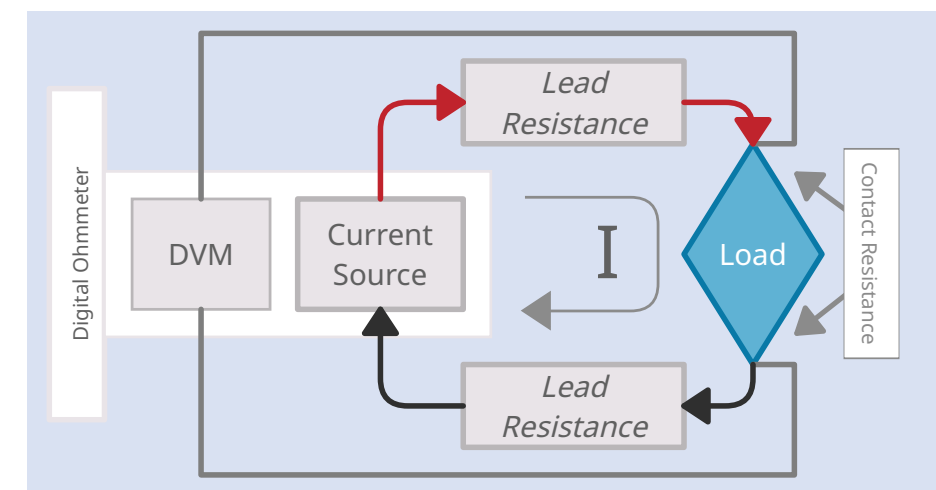 Lead
Resistance
Digital Ohmmeter
DVM
Current
Source
I
Load
Contact Resistance
Lead
Resistance